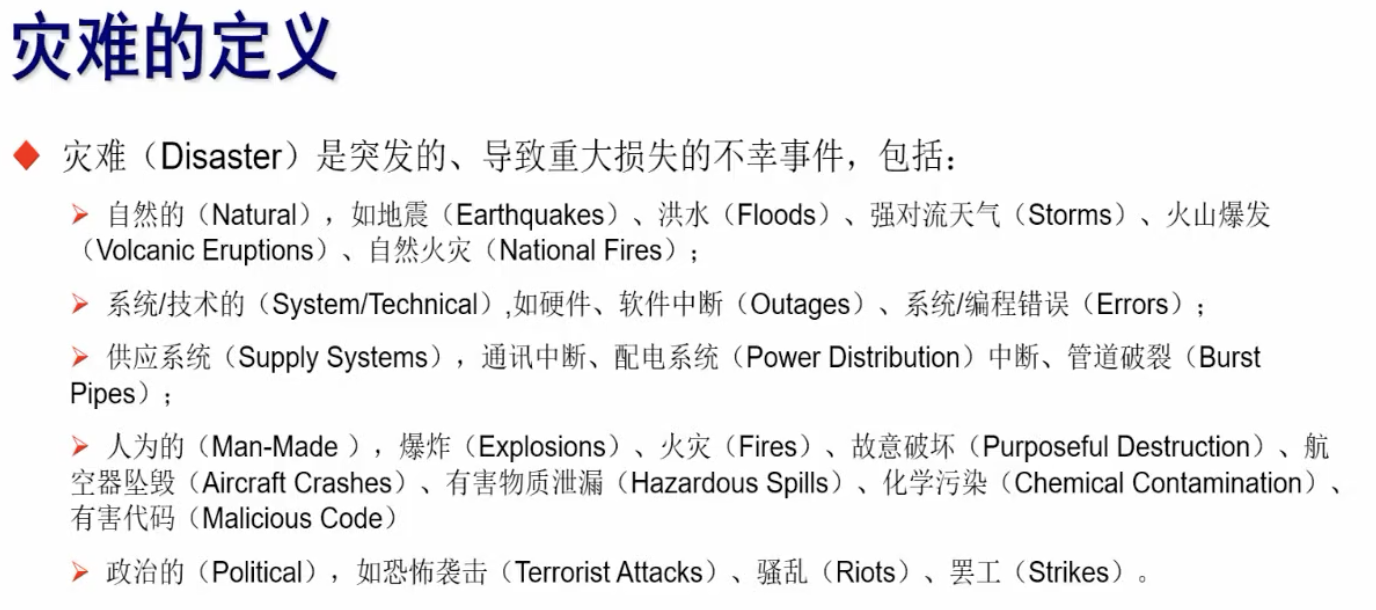 灾难的定义
◆ 灾难（Disaster）是突发的、导致重大损失的不幸事件，包括：
➢ 自然的（Natural），如地震（Earthquakes）、洪水（Floods）、强对流天气（Storms）、火山爆发
（Volcanic Eruptions）、自然火灾（National Fires）；
➢ 系统/技术的（System/Technical）,如硬件、软件中断（Outages）、系统/编程错误（Errors）；
➢ 供应系统（Supply Systems），通讯中断、配电系统（Power Distribution）中断、管道破裂（Burst
Pipes）；
➢ 人为的（Man-Made ），爆炸（Explosions）、火灾（Fires）、故意破坏（Purposeful Destruction）、航
空器坠毁（Aircraft Crashes）、有害物质泄漏（Hazardous Spills）、化学污染（Chemical Contamination）、
有害代码（Malicious Code）
➢ 政治的（Political），如恐怖袭击（Terrorist Attacks）、骚乱（Riots）、罢工（Strikes）。